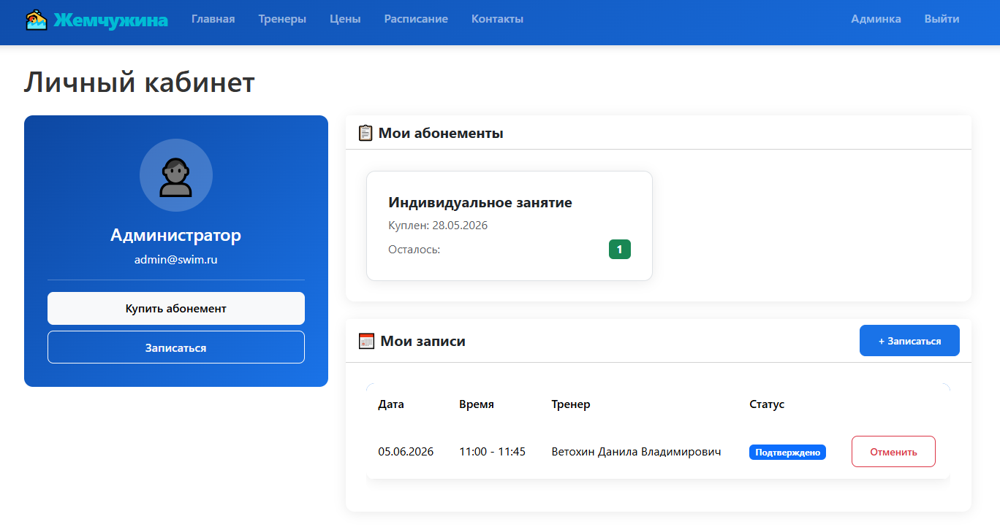 Жемчужина Главная Тренеры Цены Расписание Контакты Админка Выйти
Личный кабинет
Администратор
admin@swim.ru
Купить абонемент
Записаться
Мои абонементы
Индивидуальное занятие
Куплен: 28.05.2026
Осталось: 1
Мои записи + Записаться
Дата Время Тренер Статус
05.06.2026 11:00 - 11:45 Ветохин Данила Владимирович Подтверждено Отменить